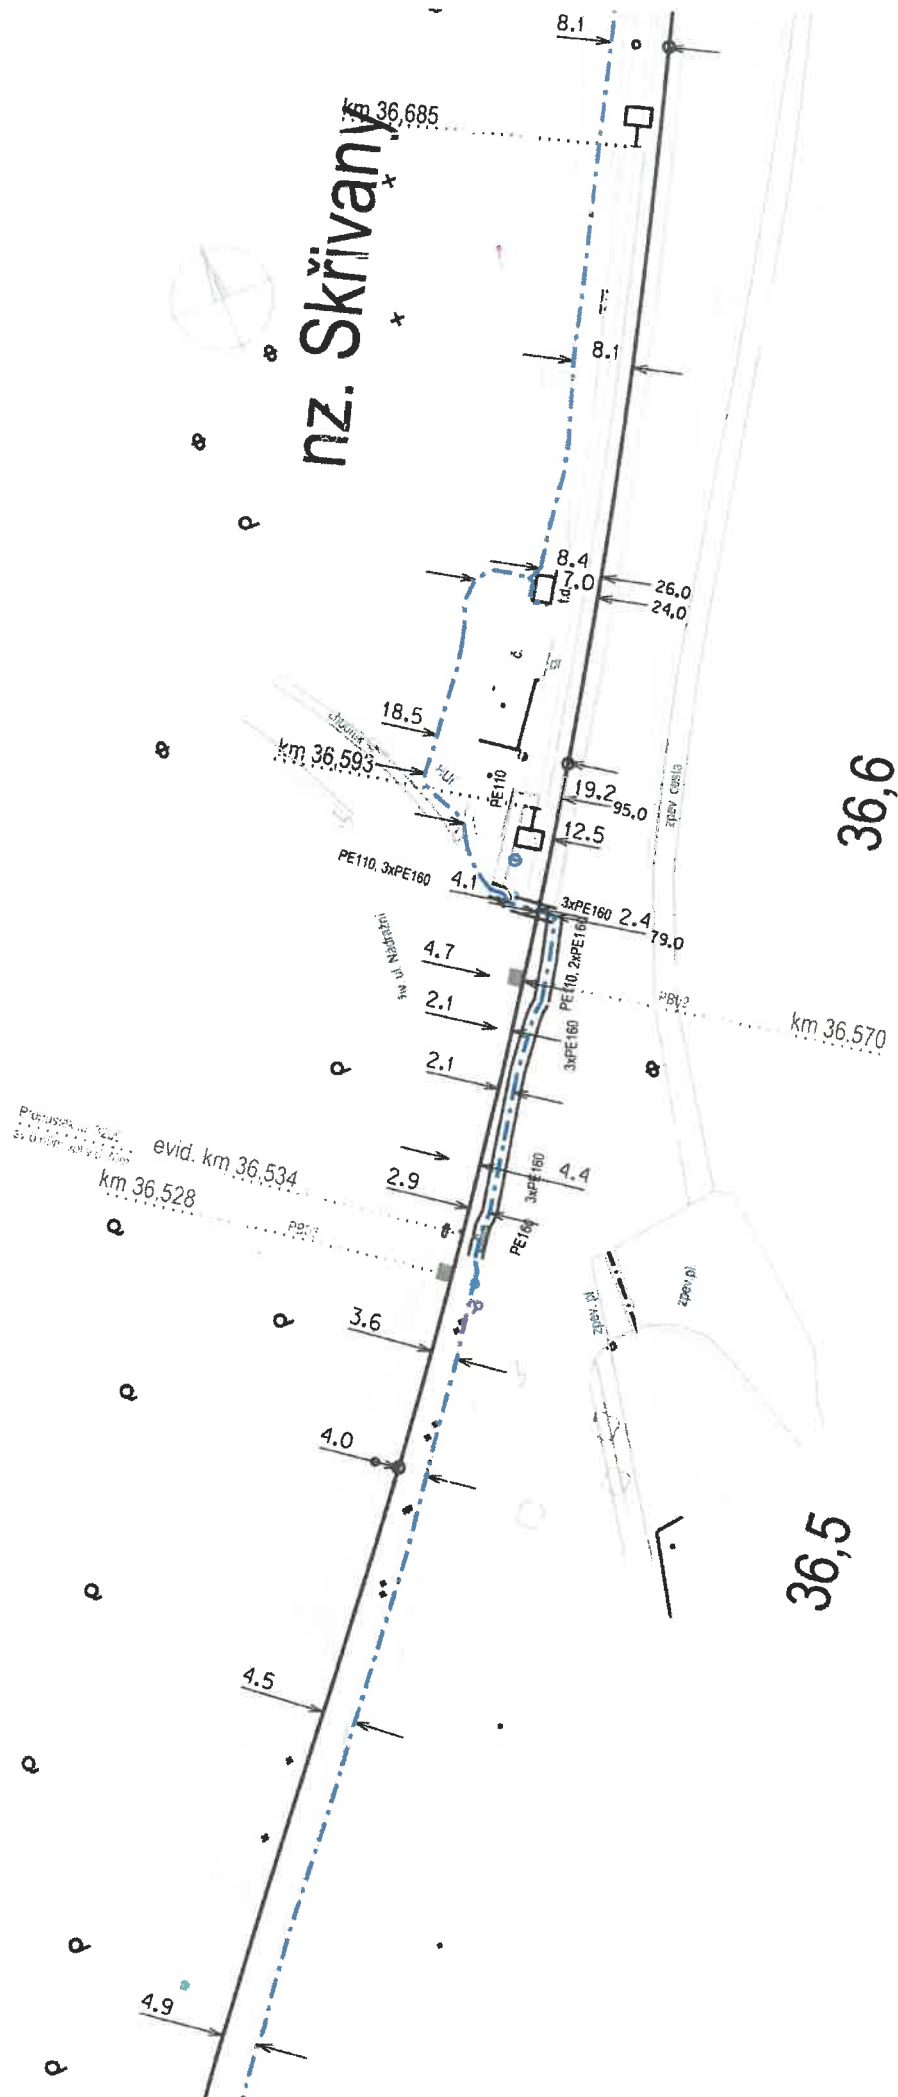 8.1
km 36,685
nz. Skřivany
8.1
8.4
7.0
t.d.
26.0
24.0
č.
18.5
km 36,593
PE110
19.2
95.0
zpev. cesta
36,6
12.5
PE110, 3xPE160
4.1
3xPE160
2.4
79.0
ul. Nádražní
4.7
PE110, 2xPE160
2.1
km 36,570
3xPE160
2.1
evid. km 36,534
4.4
3xPE160
2.9
km 36,528
PE160
zpev.pl
zpev. pl
3.6
4.0
36,5
4.5
4.9